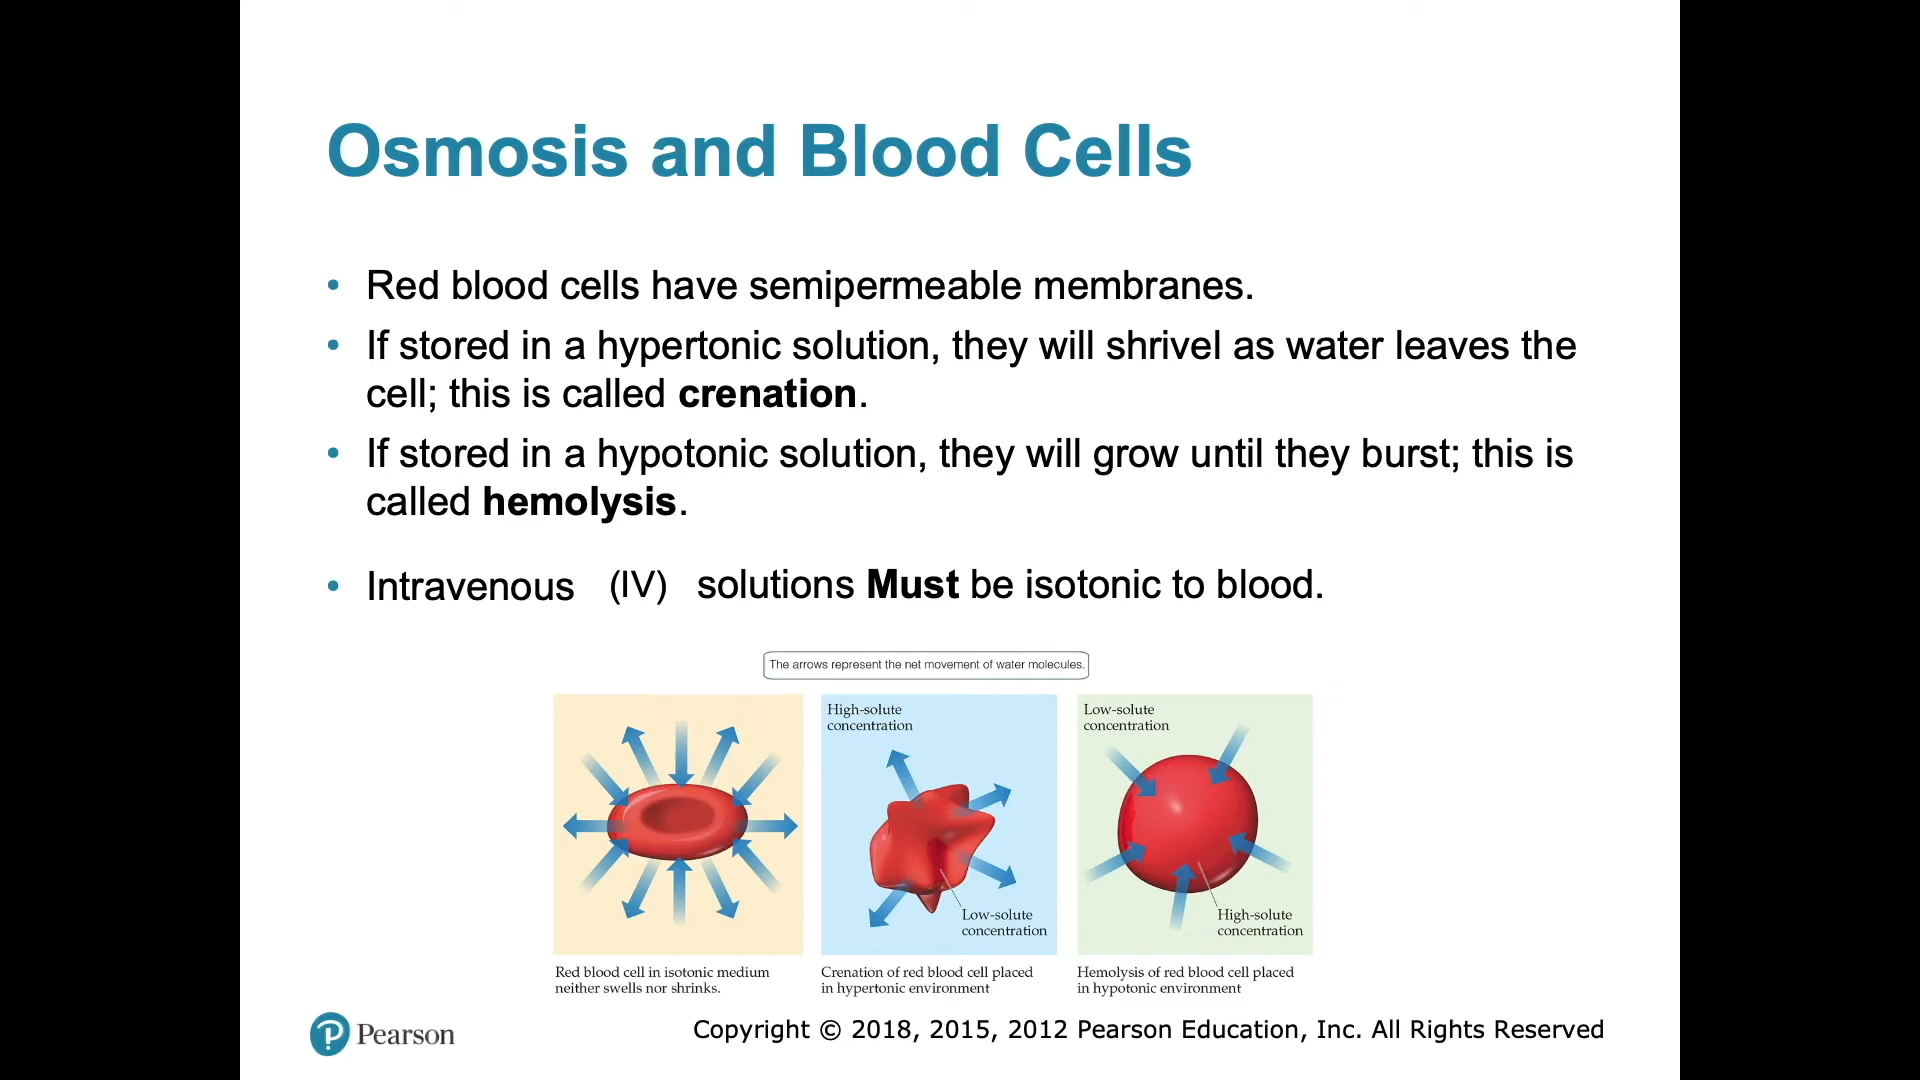 Osmosis and Blood Cells
• Red blood cells have semipermeable membranes.
• If stored in a hypertonic solution, they will shrivel as water leaves the
cell; this is called crenation.
• If stored in a hypotonic solution, they will grow until they burst; this is
called hemolysis.
• Intravenous (IV) solutions Must be isotonic to blood.
The arrows represent the net movement of water molecules.
High-solute
concentration
Low-solute
concentration
Low-solute
concentration
High-solute
concentration
Red blood cell in isotonic medium
neither swells nor shrinks.
Crenation of red blood cell placed
in hypertonic environment
Hemolysis of red blood cell placed
in hypotonic environment
P Pearson
Copyright © 2018, 2015, 2012 Pearson Education, Inc. All Rights Reserved